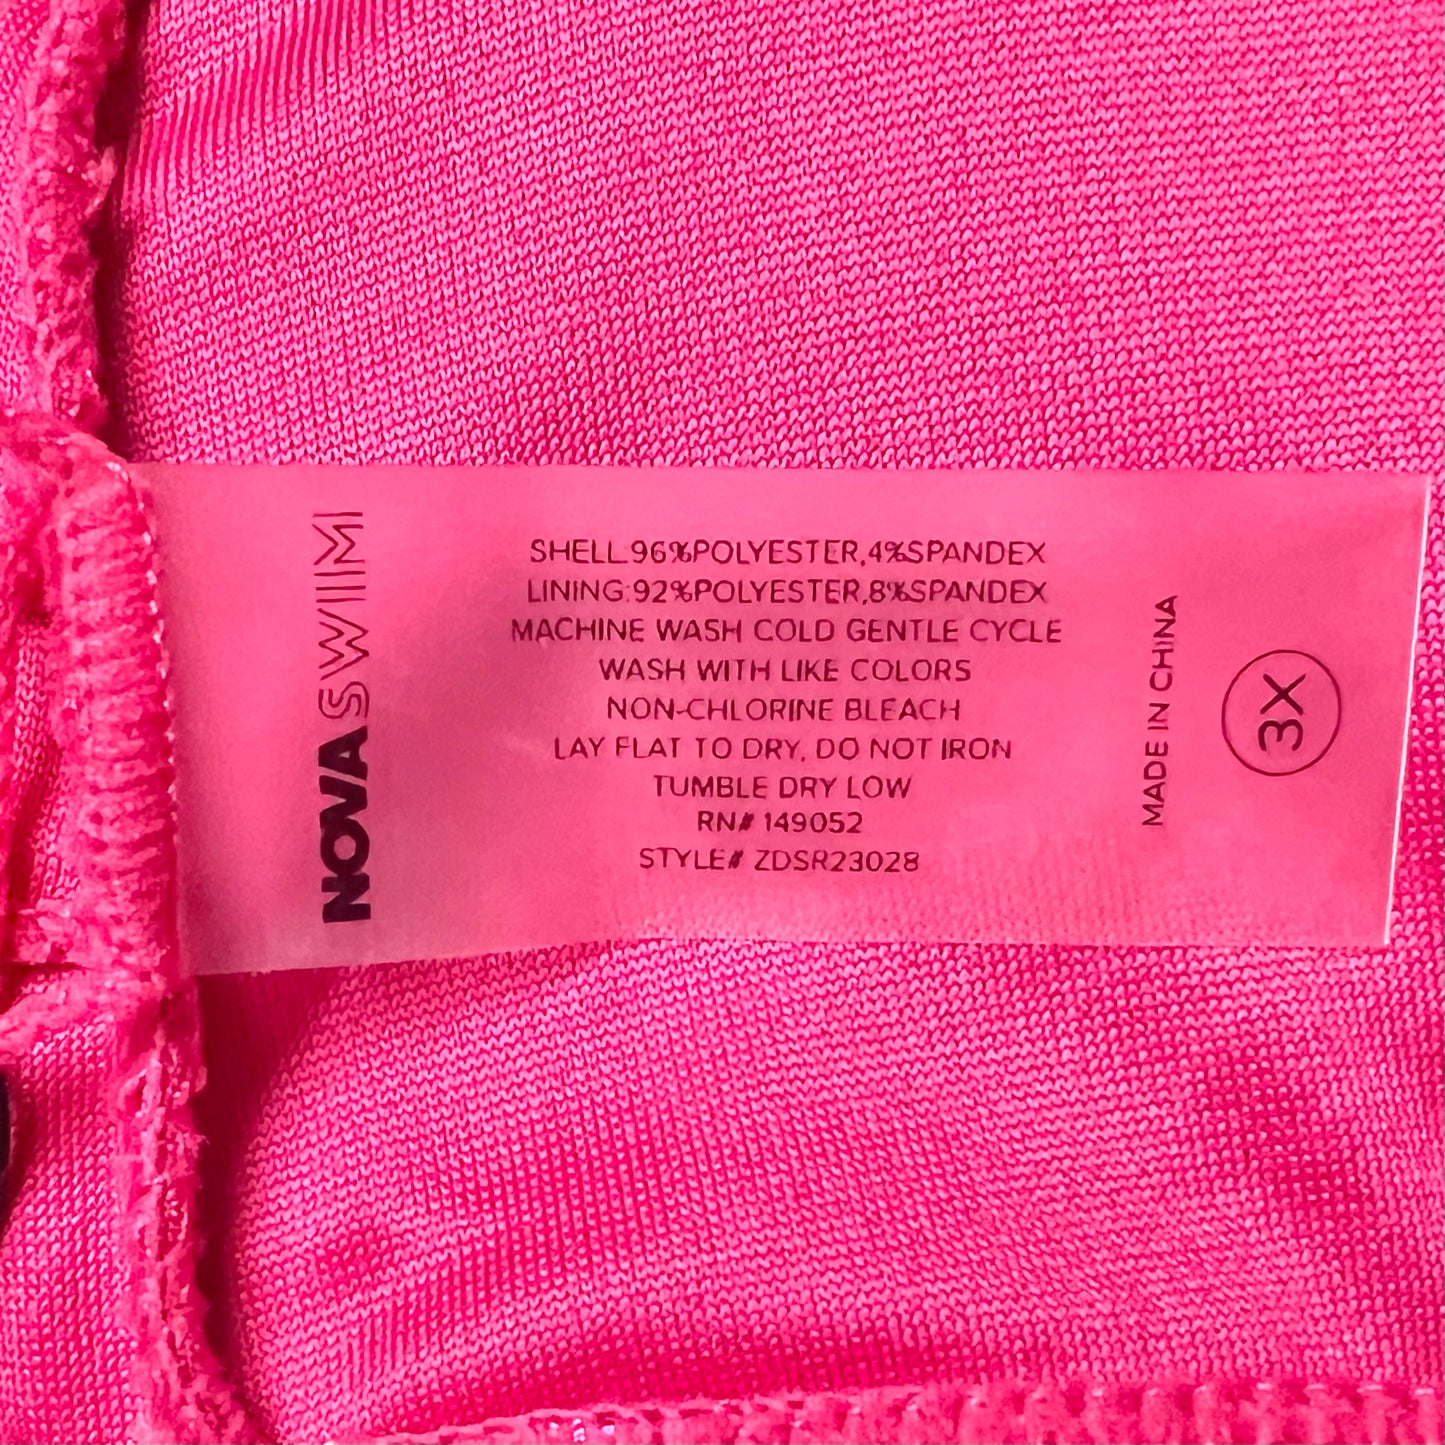 NOVASWIM
SHELL:96%POLYESTER,4%SPANDEX
LINING:92%POLYESTER,8%SPANDEX
MACHINE WASH COLD GENTLE CYCLE
WASH WITH LIKE COLORS
NON-CHLORINE BLEACH
LAY FLAT TO DRY, DO NOT IRON
TUMBLE DRY LOW
RN# 149052
STYLE# ZDSR23028
MADE IN CHINA
3X